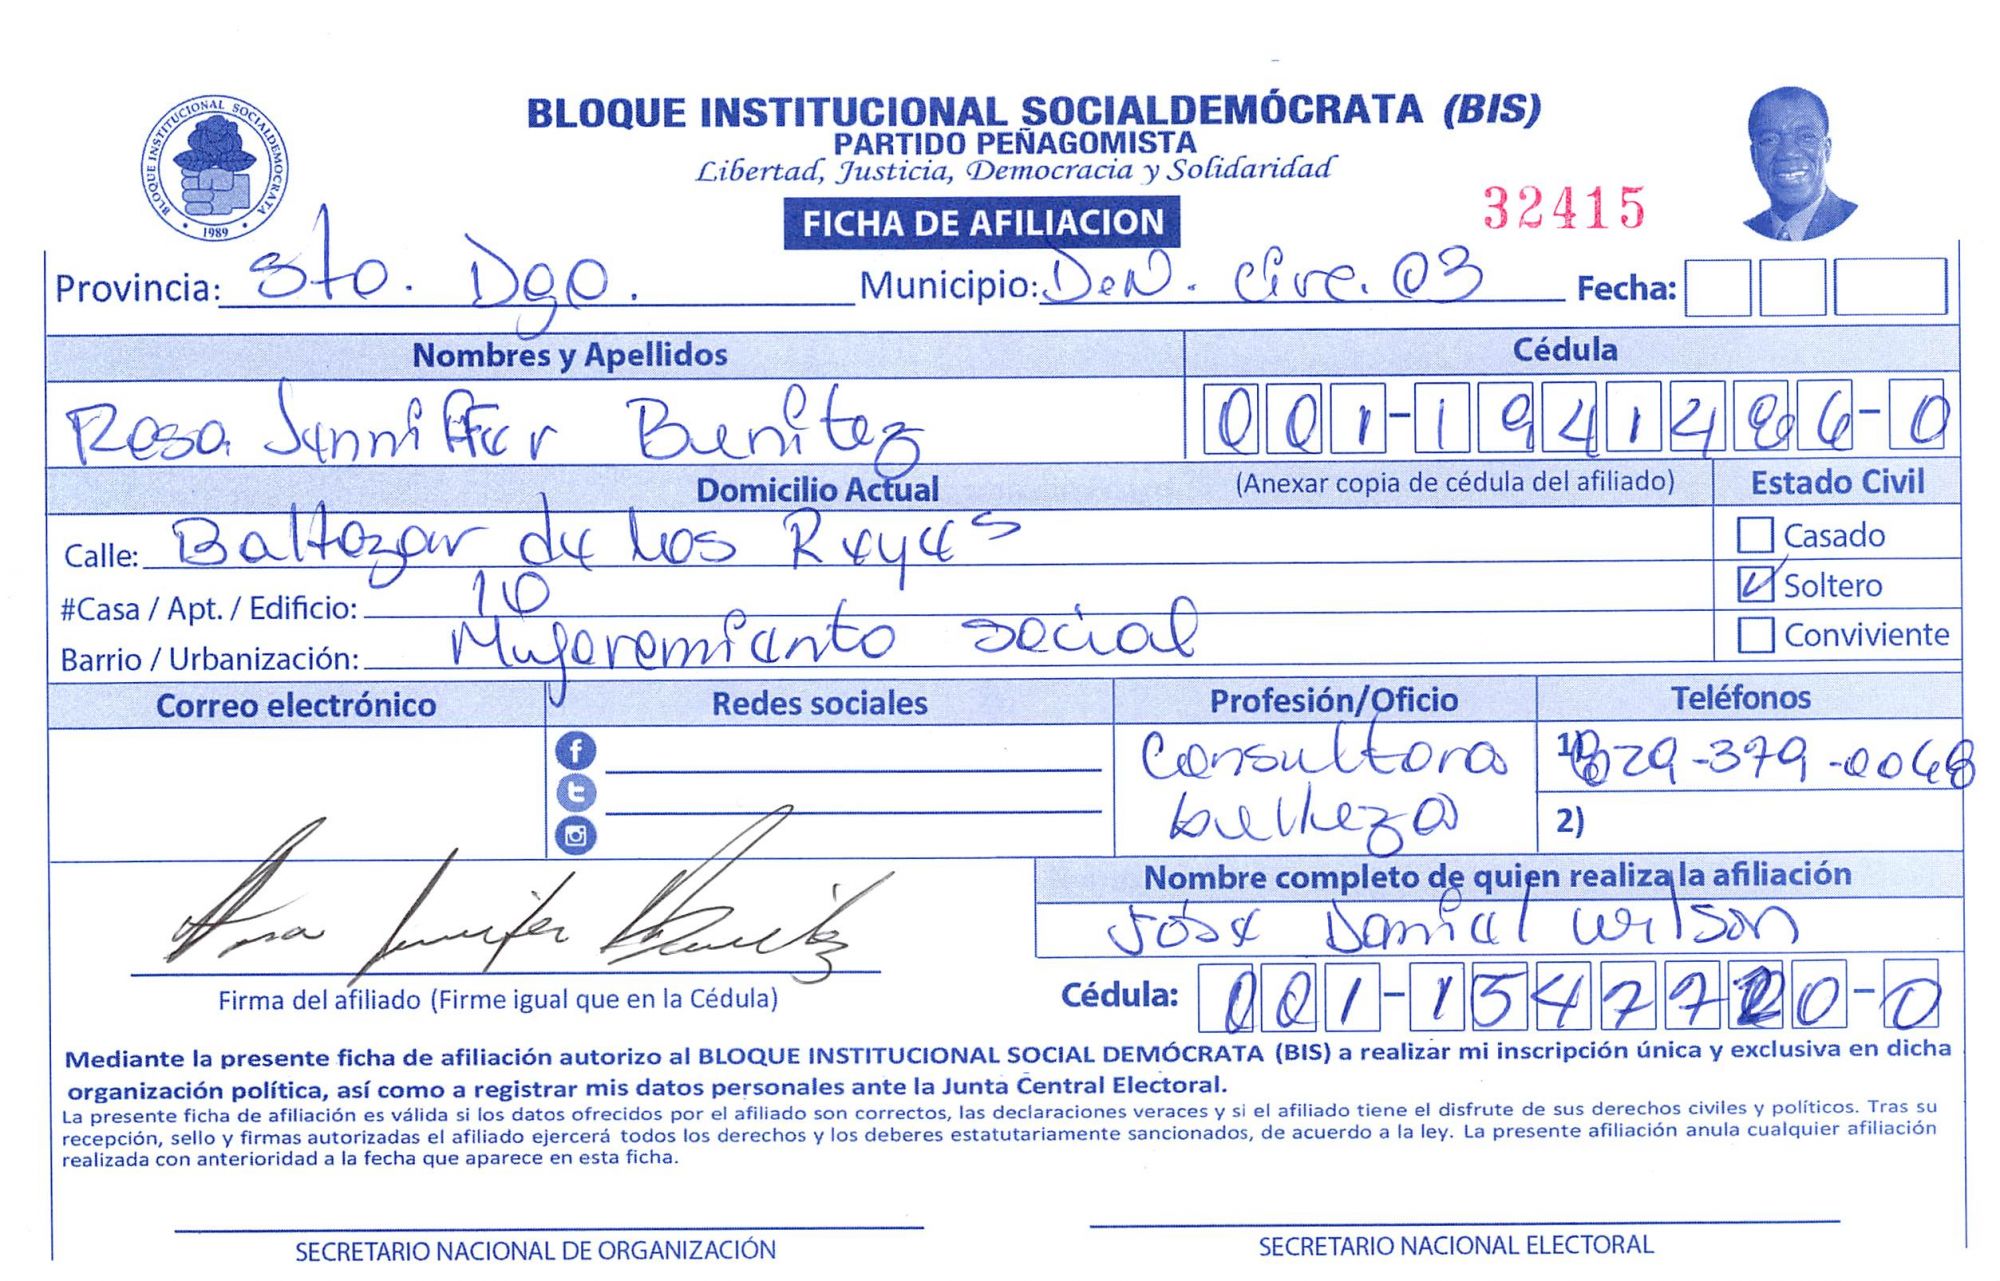 BLOQUE INSTITUCIONAL SOCIALDEMOCRATA
1989
BLOQUE INSTITUCIONAL SOCIALDEMÓCRATA (BIS)
PARTIDO PEÑAGOMISTA
Libertad, Justicia, Democracia y Solidaridad
FICHA DE AFILIACION
32415
Provincia: Sto. Dgo. Municipio: D.N. Circ. 03 Fecha:
Nombres y Apellidos Cédula
Rosa Jenniffer Benitez 001-1941486-0
Domicilio Actual (Anexar copia de cédula del afiliado) Estado Civil
Calle: Baltazar de los Reyes Casado
#Casa / Apt. / Edificio: 10 Soltero
Barrio / Urbanización: Mejoramiento Social Conviviente
Correo electrónico Redes sociales Profesión/Oficio Teléfonos
Consultora 1) 829-379-0068
belleza 2)
Nombre completo de quien realiza la afiliación
José Daniel Wilson
Rosa Jennifer Benitez
Firma del afiliado (Firme igual que en la Cédula) Cédula: 001-1547720-0
Mediante la presente ficha de afiliación autorizo al BLOQUE INSTITUCIONAL SOCIAL DEMÓCRATA (BIS) a realizar mi inscripción única y exclusiva en dicha
organización política, así como a registrar mis datos personales ante la Junta Central Electoral.
La presente ficha de afiliación es válida si los datos ofrecidos por el afiliado son correctos, las declaraciones veraces y si el afiliado tiene el disfrute de sus derechos civiles y políticos. Tras su
recepción, sello y firmas autorizadas el afiliado ejercerá todos los derechos y los deberes estatutariamente sancionados, de acuerdo a la ley. La presente afiliación anula cualquier afiliación
realizada con anterioridad a la fecha que aparece en esta ficha.
SECRETARIO NACIONAL DE ORGANIZACIÓN SECRETARIO NACIONAL ELECTORAL